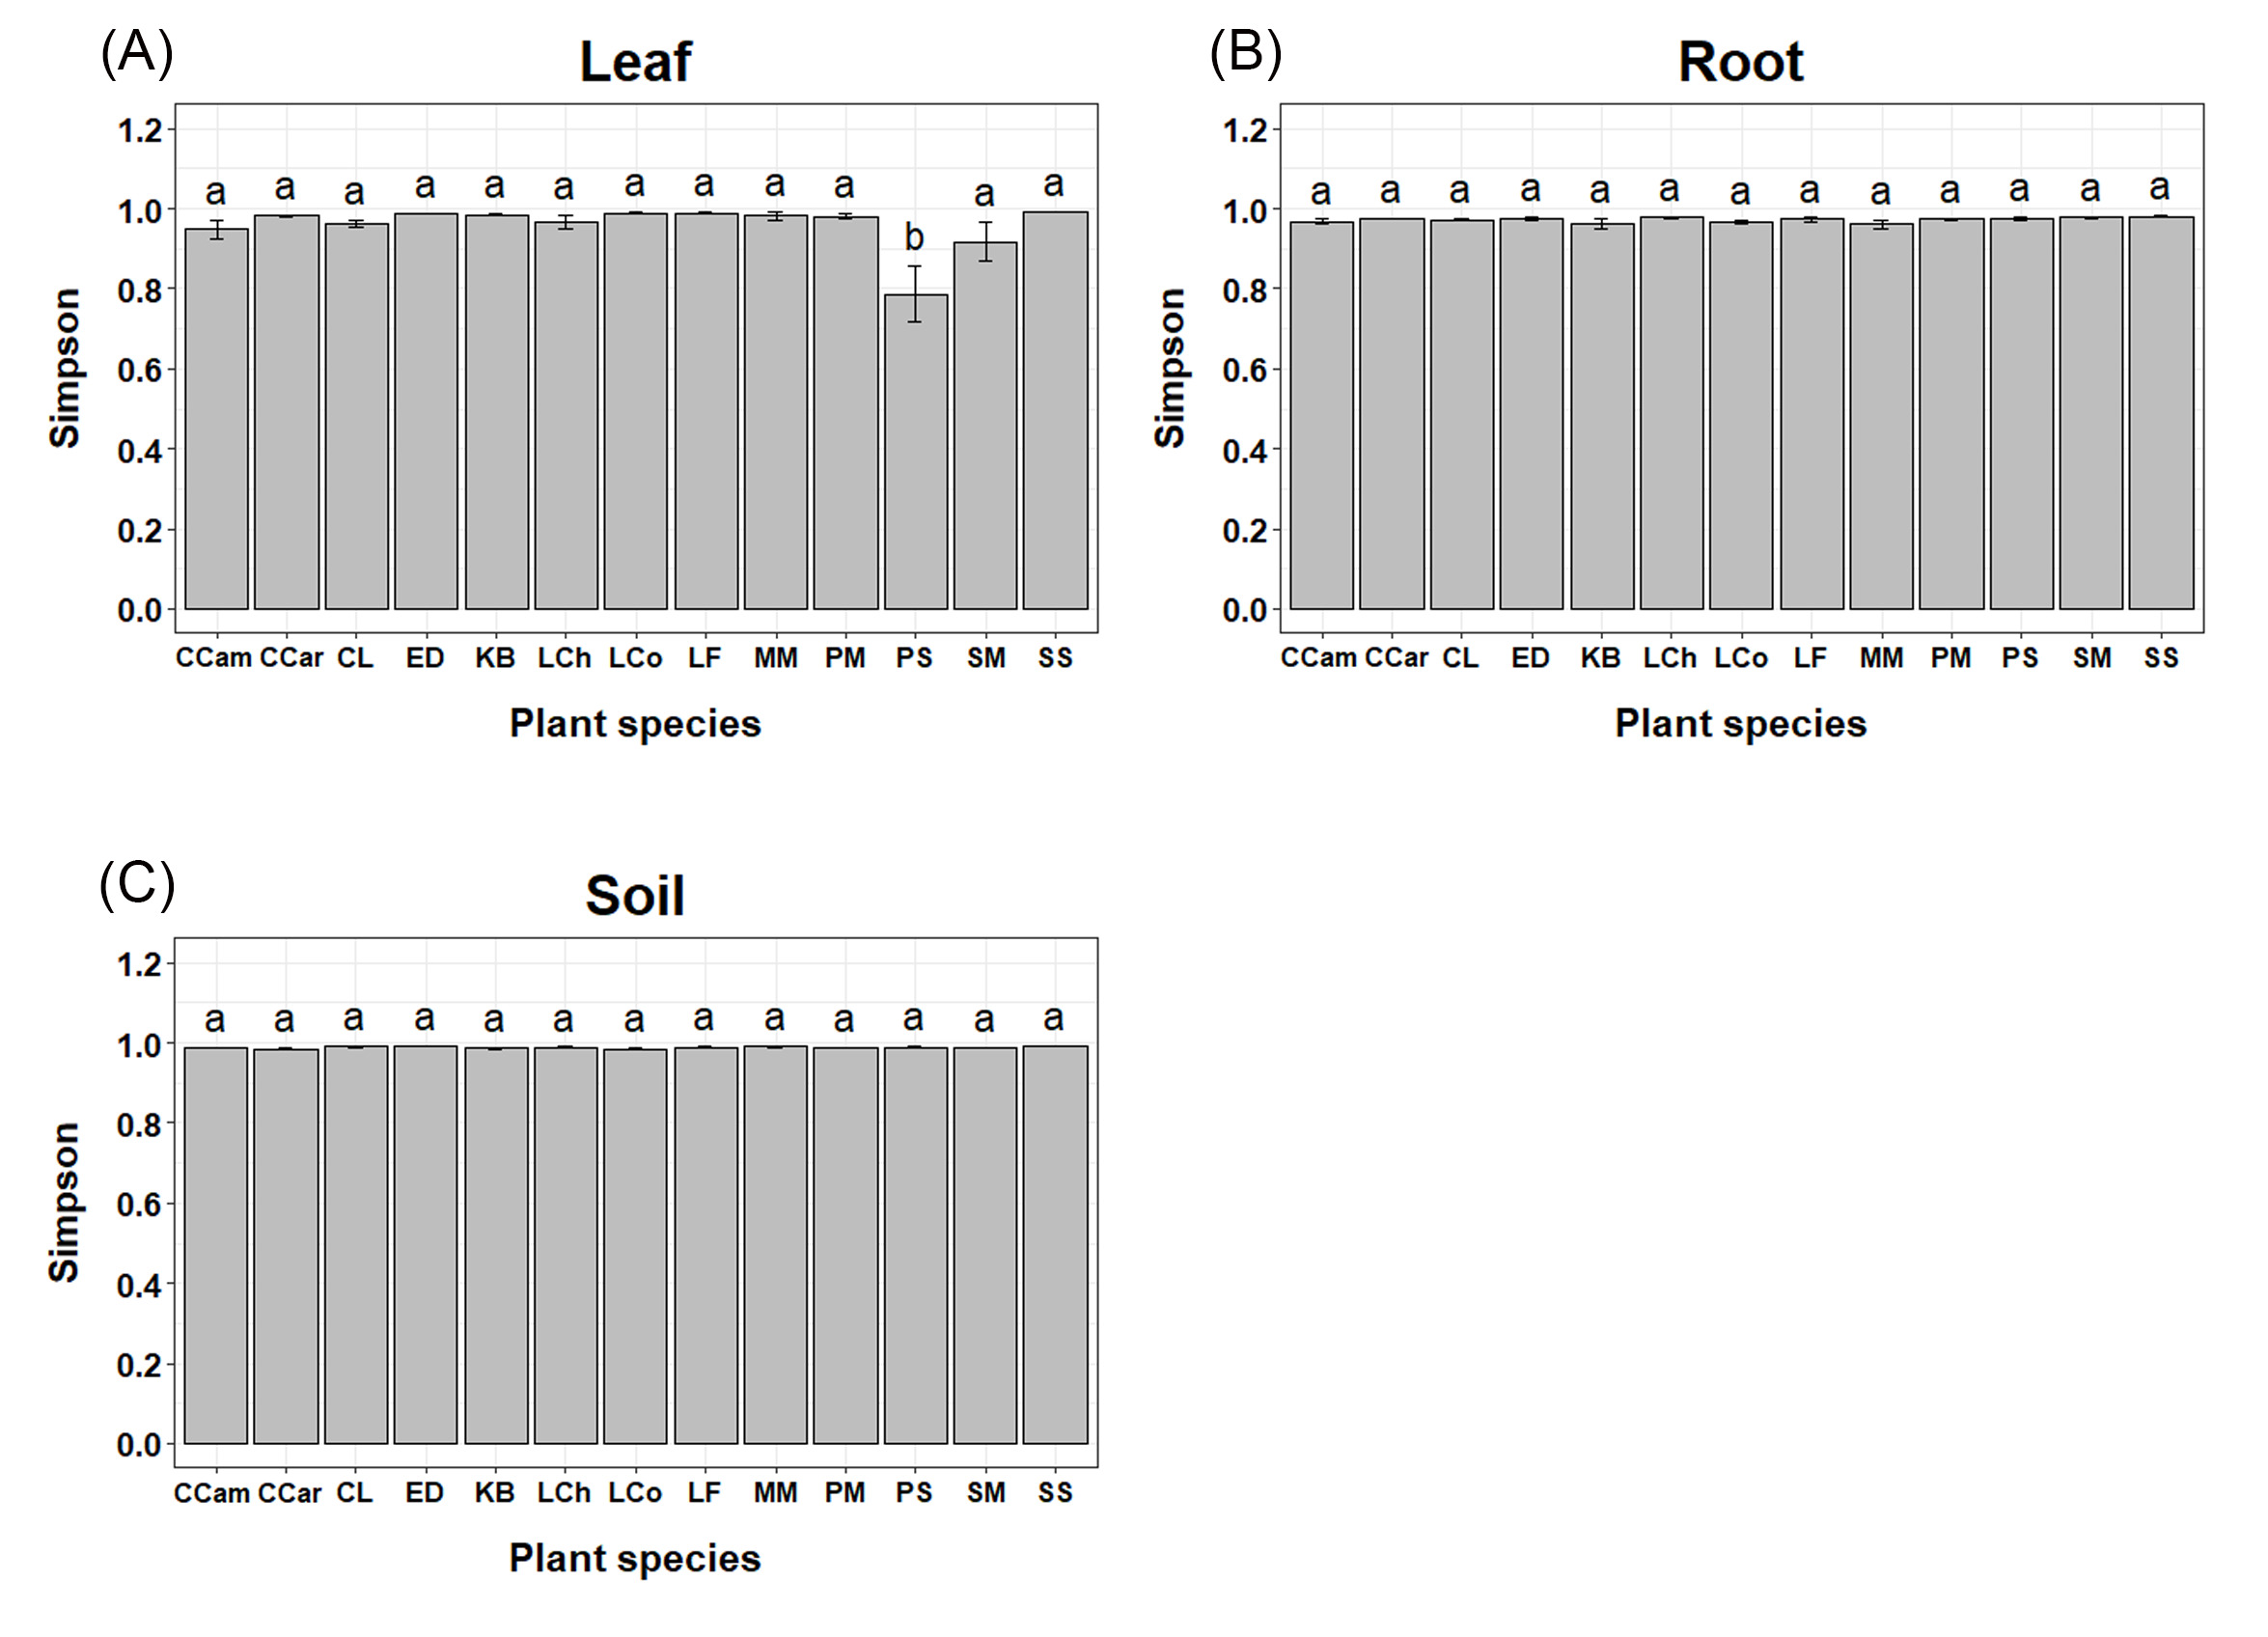 (A)
Leaf
1.2
1.0
0.8
0.6
0.4
0.2
0.0
Simpson
a a a a a a a a a a b a a
CCam CCar CL ED KB LCh LCo LF MM PM PS SM SS
Plant species
(B)
Root
1.2
1.0
0.8
0.6
0.4
0.2
0.0
Simpson
a a a a a a a a a a a a a
CCam CCar CL ED KB LCh LCo LF MM PM PS SM SS
Plant species
(C)
Soil
1.2
1.0
0.8
0.6
0.4
0.2
0.0
Simpson
a a a a a a a a a a a a a
CCam CCar CL ED KB LCh LCo LF MM PM PS SM SS
Plant species